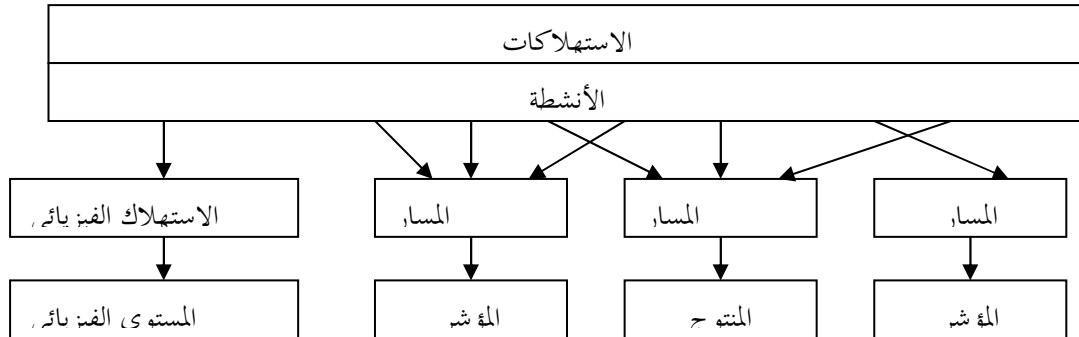 الاستهلاكات
الأنشطة
الاستهلاك الفيزيائي
المسار
المسار
المسار
المستوى الفيزيائي
المؤشر
المنتوج
المؤشر